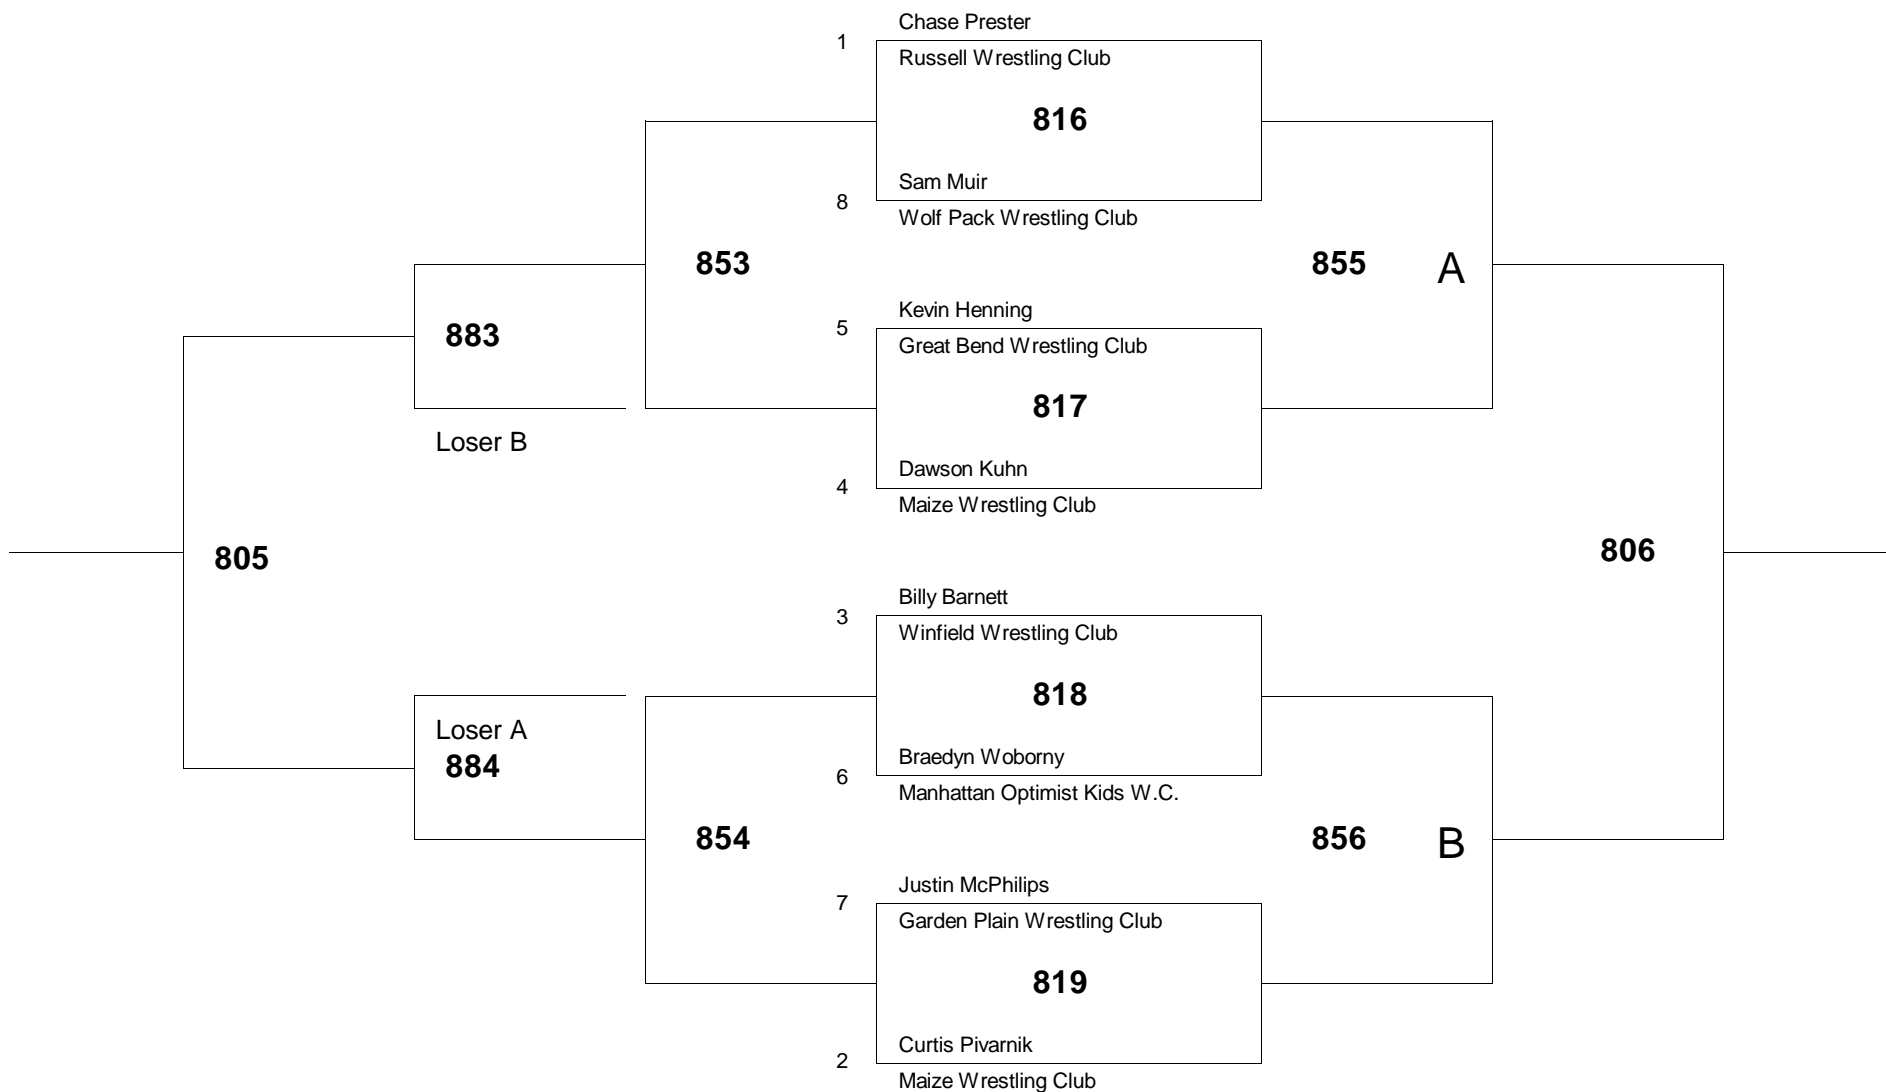 Chase Prester
1
Russell Wrestling Club
816
Sam Muir
8
Wolf Pack Wrestling Club
853
855 A
Kevin Henning
5
883
Great Bend Wrestling Club
817
Loser B
Dawson Kuhn
4
Maize Wrestling Club
805
806
Billy Barnett
3
Winfield Wrestling Club
818
Loser A
884
Braedyn Woborny
6
Manhattan Optimist Kids W.C.
854
856 B
Justin McPhilips
7
Garden Plain Wrestling Club
819
Curtis Pivarnik
2
Maize Wrestling Club